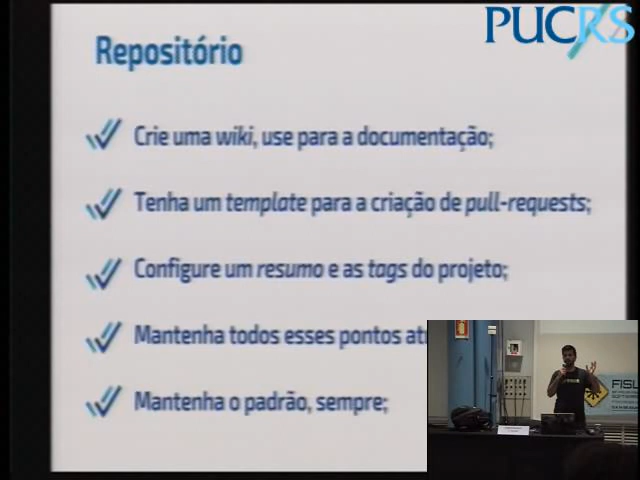 PUCRS
Repositório
Crie uma wiki, use para a documentação;
Tenha um template para a criação de pull-requests;
Configure um resumo e as tags do projeto;
Mantenha todos esses pontos
Mantenha o padrão, sempre;